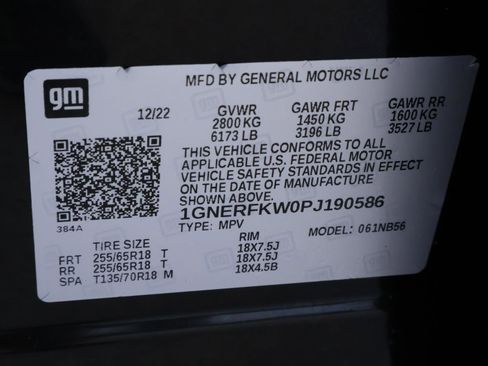 gm
MFD BY GENERAL MOTORS LLC
12/22 GVWR GAWR FRT GAWR RR
2800 KG 1450 KG 1600 KG
6173 LB 3196 LB 3527 LB
THIS VEHICLE CONFORMS TO ALL
APPLICABLE U.S. FEDERAL MOTOR
VEHICLE SAFETY STANDARDS IN EFFECT
ON THE DATE OF MANUFACTURE
SHOWN ABOVE.
384A
1GNERFKW0PJ190586
TYPE: MPV MODEL: 061NB56
TIRE SIZE RIM
FRT 255/65R18 T 18X7.5J
RR 255/65R18 T 18X7.5J
SPA T135/70R18 M 18X4.5B